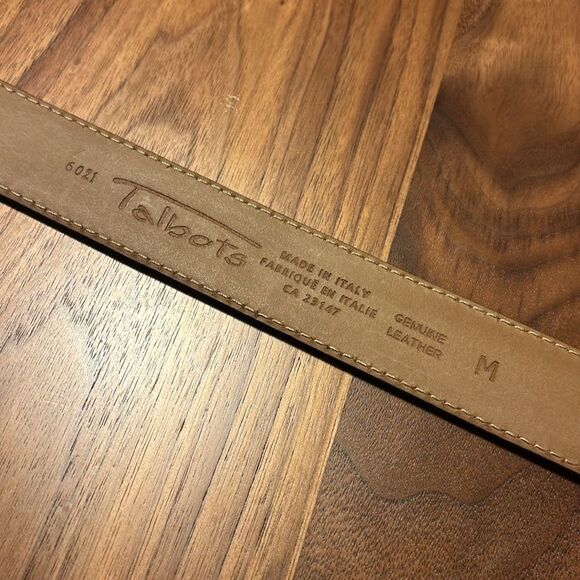 6021
Talbots
MADE IN ITALY
FABRIQUÉ EN ITALIE
CA 23147
GENUINE
LEATHER
M